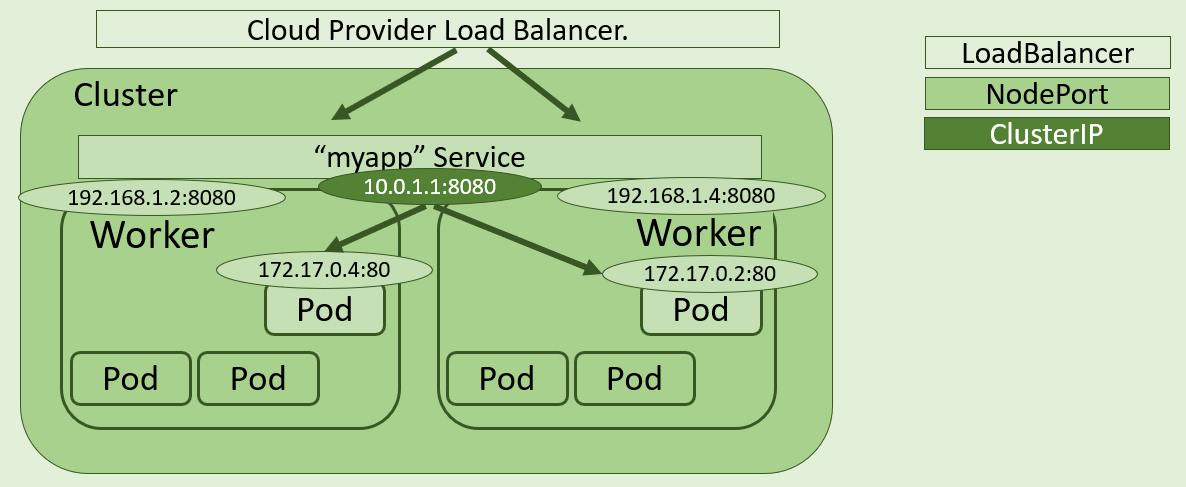 Cloud Provider Load Balancer.
LoadBalancer
NodePort
ClusterIP
Cluster
“myapp” Service
192.168.1.2:8080
10.0.1.1:8080
192.168.1.4:8080
Worker
Worker
172.17.0.4:80
172.17.0.2:80
Pod
Pod
Pod
Pod
Pod
Pod